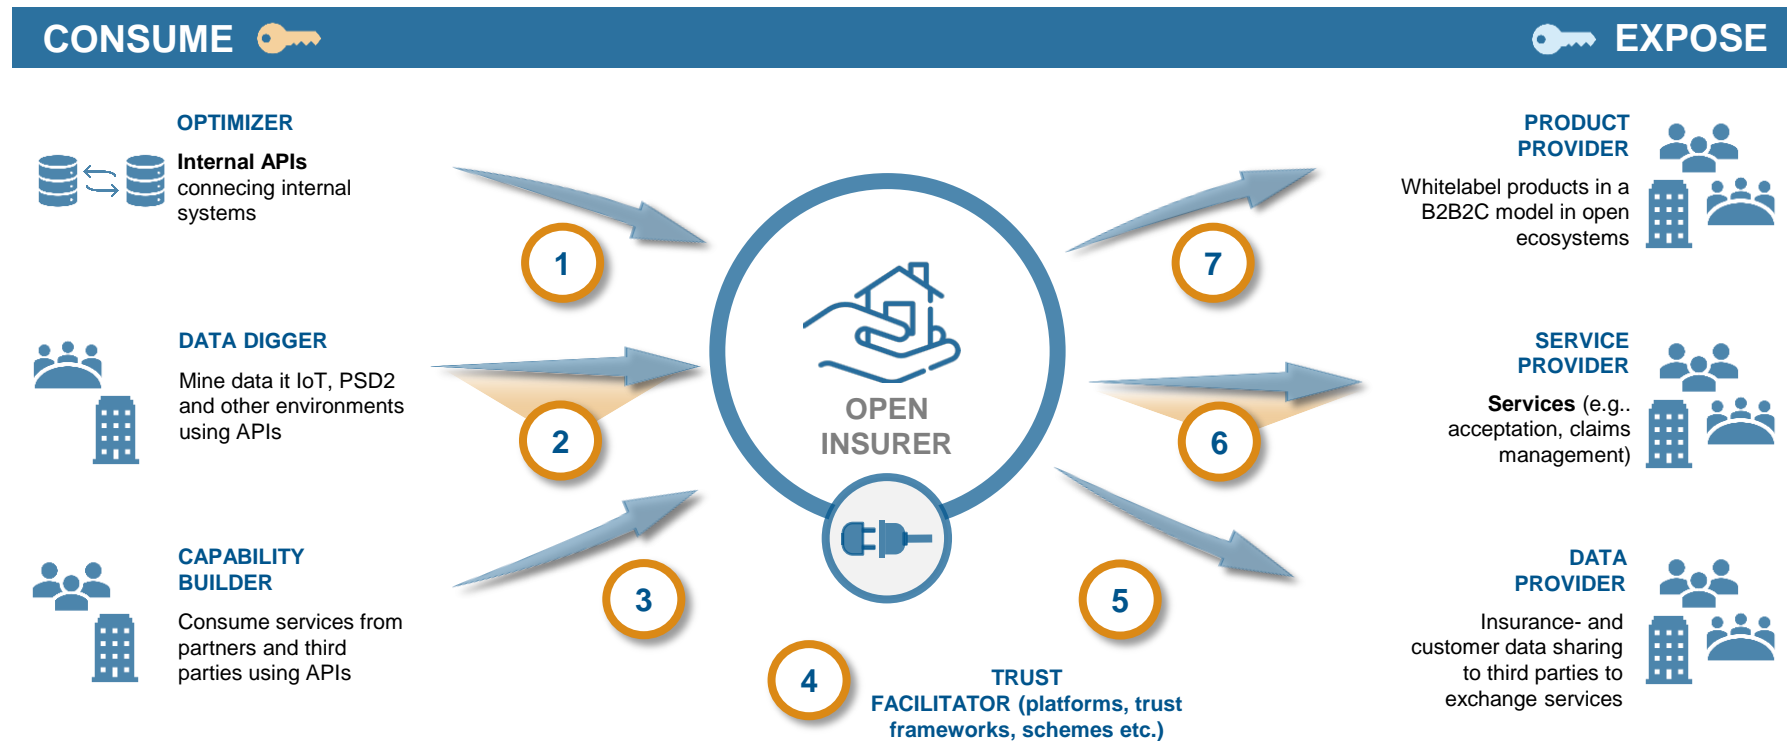 CONSUME
EXPOSE
OPTIMIZER
Internal APIs
connecing internal
systems
1
DATA DIGGER
Mine data it IoT, PSD2
and other environments
using APIs
2
CAPABILITY
BUILDER
Consume services from
partners and third
parties using APIs
3
OPEN
INSURER
4
TRUST
FACILITATOR (platforms, trust
frameworks, schemes etc.)
5
DATA
PROVIDER
Insurance- and
customer data sharing
to third parties to
exchange services
6
SERVICE
PROVIDER
Services (e.g..
acceptation, claims
management)
7
PRODUCT
PROVIDER
Whitelabel products in a
B2B2C model in open
ecosystems